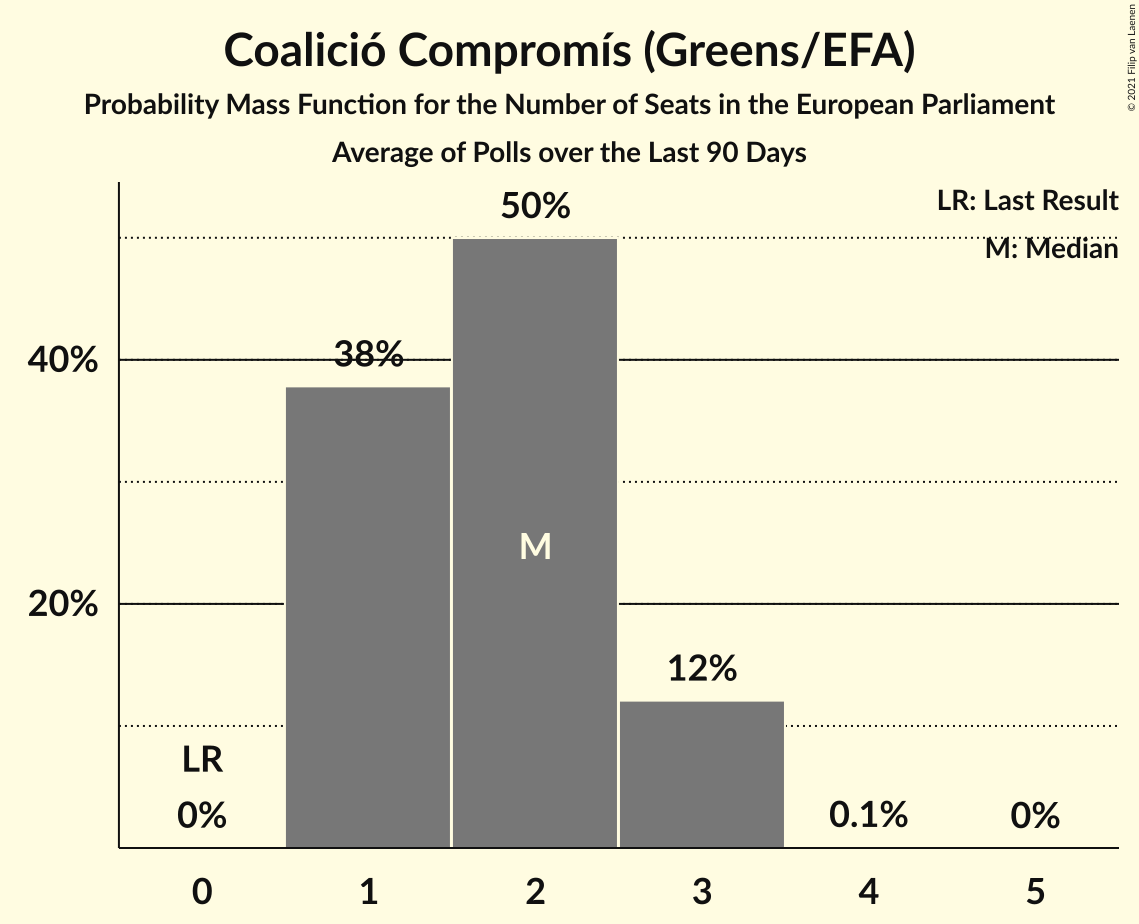 Coalició Compromís (Greens/EFA)
Probability Mass Function for the Number of Seats in the European Parliament
Average of Polls over the Last 90 Days
© 2021 Filip van Laenen
LR: Last Result
M: Median
50%
38%
40%
M
20%
12%
LR
0%
0.1%
0%
0 1 2 3 4 5